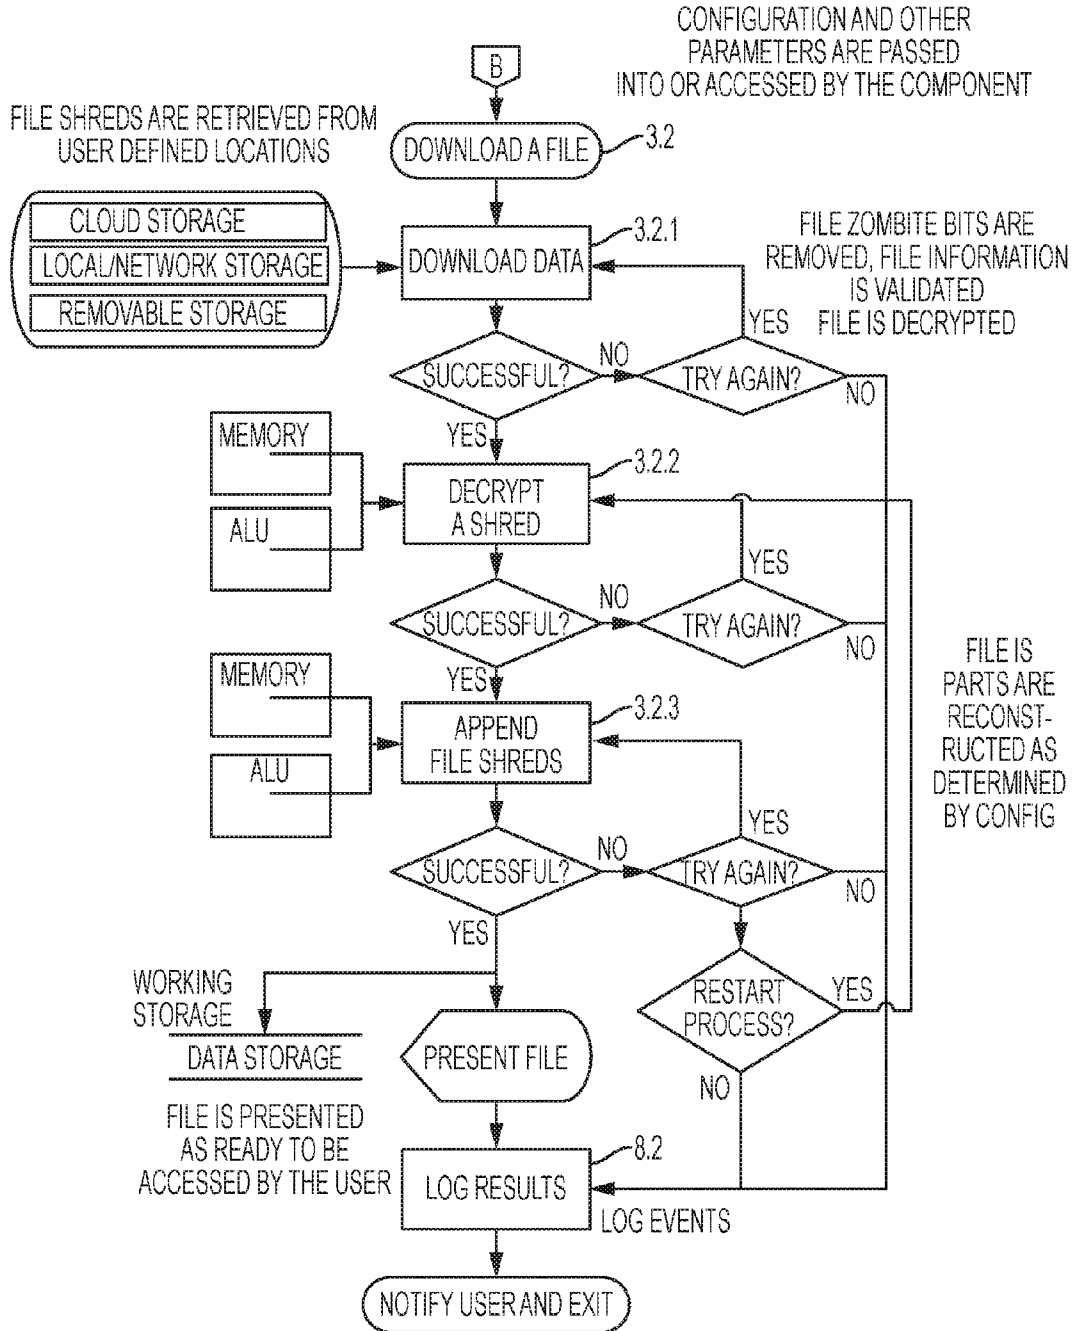 CONFIGURATION AND OTHER
PARAMETERS ARE PASSED
INTO OR ACCESSED BY THE COMPONENT
B
FILE SHREDS ARE RETRIEVED FROM
USER DEFINED LOCATIONS
DOWNLOAD A FILE
3.2
CLOUD STORAGE
LOCAL/NETWORK STORAGE
REMOVABLE STORAGE
3.2.1
DOWNLOAD DATA
FILE ZOMBITE BITS ARE
REMOVED, FILE INFORMATION
IS VALIDATED
FILE IS DECRYPTED
YES
SUCCESSFUL?
NO
TRY AGAIN?
NO
YES
MEMORY
ALU
3.2.2
DECRYPT
A SHRED
YES
SUCCESSFUL?
NO
TRY AGAIN?
NO
YES
MEMORY
ALU
3.2.3
APPEND
FILE SHREDS
FILE IS
PARTS ARE
RECONST-
RUCTED AS
DETERMINED
BY CONFIG
YES
SUCCESSFUL?
NO
TRY AGAIN?
NO
YES
WORKING
STORAGE
DATA STORAGE
PRESENT FILE
RESTART
PROCESS?
YES
NO
FILE IS PRESENTED
AS READY TO BE
ACCESSED BY THE USER
8.2
LOG RESULTS
LOG EVENTS
NOTIFY USER AND EXIT